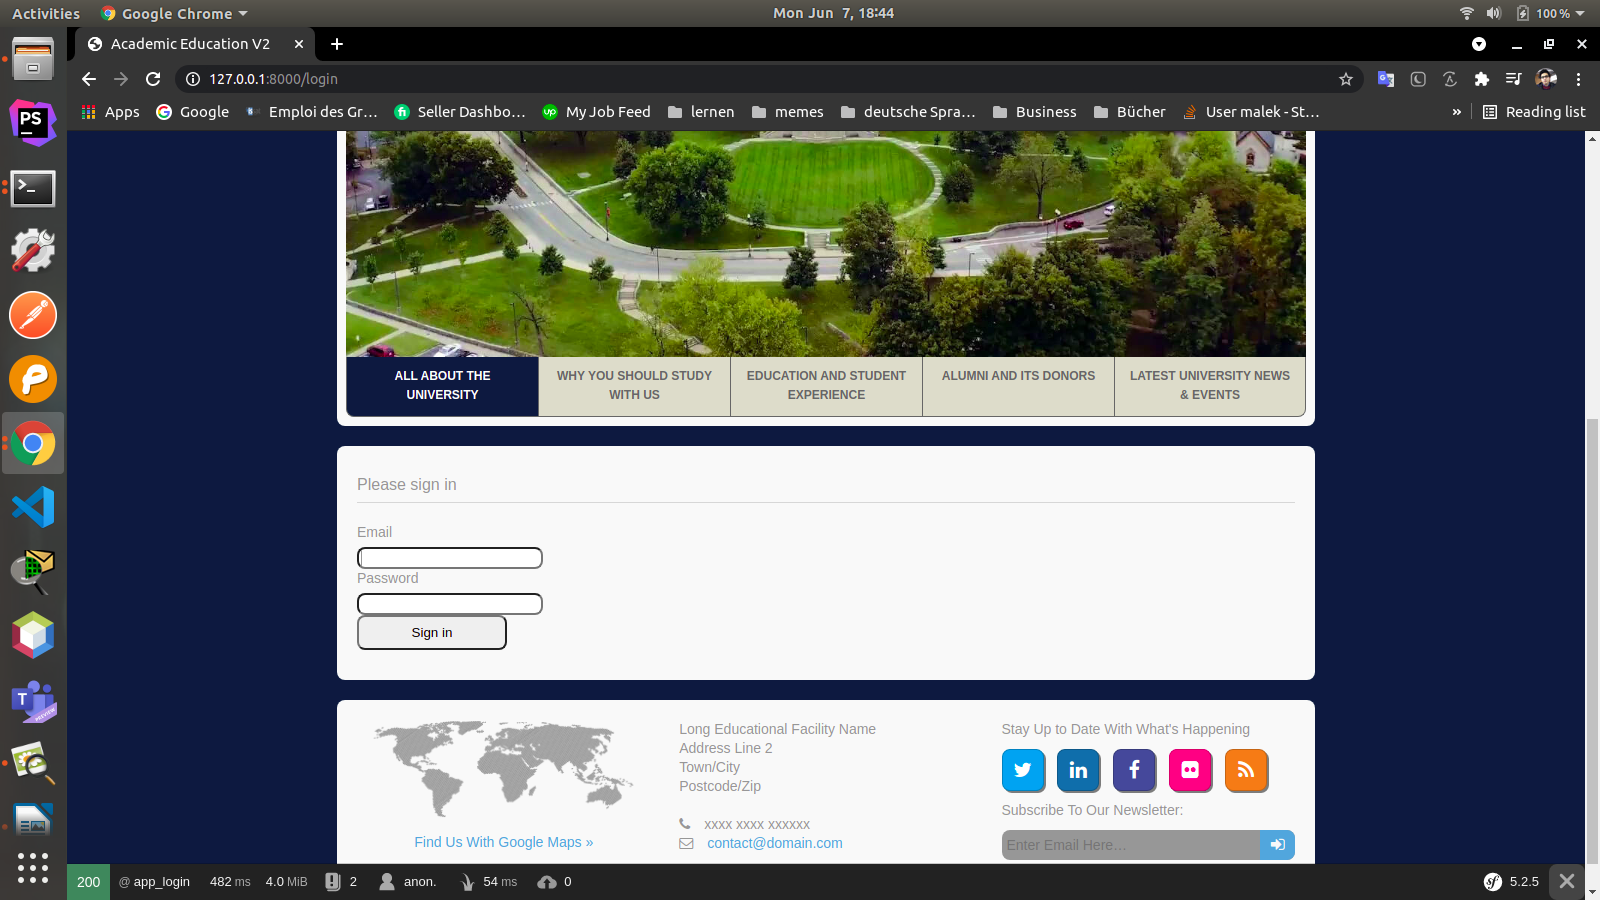 Activities Google Chrome Mon Jun 7, 18:44 100 %
Academic Education V2
127.0.0.1:8000/login
Apps Google Emploi des Gr… Seller Dashbo… My Job Feed lernen memes deutsche Spra… Business Bücher User malek - St… » Reading list
PS
ALL ABOUT THE UNIVERSITY
WHY YOU SHOULD STUDY WITH US
EDUCATION AND STUDENT EXPERIENCE
ALUMNI AND ITS DONORS
LATEST UNIVERSITY NEWS & EVENTS
Please sign in
Email
Password
Sign in
Find Us With Google Maps »
Long Educational Facility Name
Address Line 2
Town/City
Postcode/Zip
xxxx xxxx xxxxxx
contact@domain.com
Stay Up to Date With What's Happening
Subscribe To Our Newsletter:
Enter Email Here…
200 @ app_login 482 ms 4.0 MiB 2 anon. 54 ms 0 sf 5.2.5